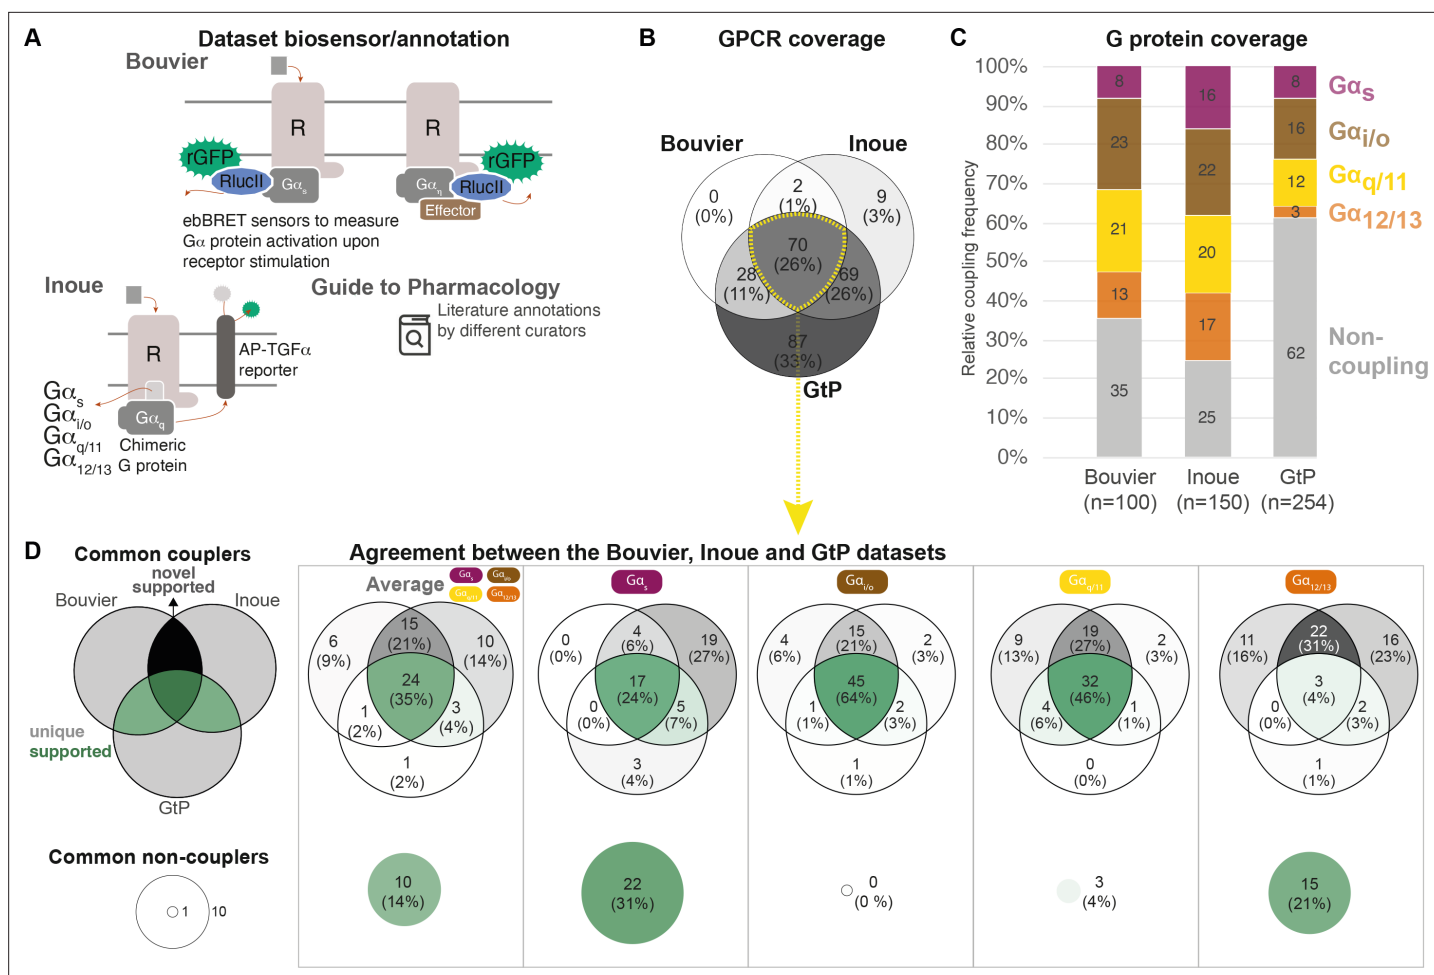 A
Dataset biosensor/annotation
Bouvier
R
R
rGFP
RlucII
Gαs
rGFP
RlucII
Gαη
Effector
ebBRET sensors to measure
Gα protein activation upon
receptor stimulation
Inoue
R
AP-TGFα
reporter
Gαs
Gαi/o
Gαq/11
Gα12/13
Gαq
Chimeric
G protein
Guide to Pharmacology
Literature annotations
by different curators
B
GPCR coverage
Bouvier
Inoue
0
(0%)
2
(1%)
9
(3%)
70
(26%)
28
(11%)
69
(26%)
87
(33%)
GtP
C
G protein coverage
Relative coupling frequency
100%
90%
80%
70%
60%
50%
40%
30%
20%
10%
0%
8
23
21
13
35
16
22
20
17
25
8
16
12
3
62
Gαs
Gαi/o
Gαq/11
Gα12/13
Non-
coupling
Bouvier
(n=100)
Inoue
(n=150)
GtP
(n=254)
D
Common couplers
novel
supported
Bouvier
Inoue
unique
supported
GtP
Common non-couplers
1
10
Agreement between the Bouvier, Inoue and GtP datasets
Average
Gαs
Gαi/o
Gαq/11
Gα12/13
6
(9%)
15
(21%)
10
(14%)
24
(35%)
1
(2%)
3
(4%)
1
(2%)
10
(14%)
Gαs
0
(0%)
4
(6%)
19
(27%)
17
(24%)
0
(0%)
5
(7%)
3
(4%)
22
(31%)
Gαi/o
4
(6%)
15
(21%)
2
(3%)
45
(64%)
1
(1%)
2
(3%)
1
(1%)
0
(0 %)
Gαq/11
9
(13%)
19
(27%)
2
(3%)
32
(46%)
4
(6%)
1
(1%)
0
(0%)
3
(4%)
Gα12/13
11
(16%)
22
(31%)
16
(23%)
3
(4%)
0
(0%)
2
(3%)
1
(1%)
15
(21%)